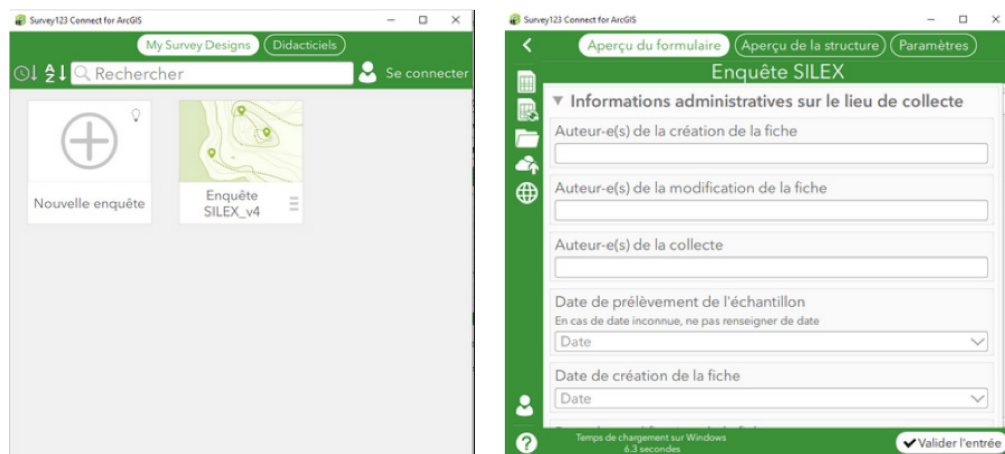 Survey123 Connect for ArcGIS
My Survey Designs
Didacticiels
A
Z
Rechercher
Se connecter
Nouvelle enquête
Enquête
SILEX_v4
Survey123 Connect for ArcGIS
Aperçu du formulaire
Aperçu de la structure
Paramètres
Enquête SILEX
Informations administratives sur le lieu de collecte
Auteur-e(s) de la création de la fiche
Auteur-e(s) de la modification de la fiche
Auteur-e(s) de la collecte
Date de prélèvement de l'échantillon
En cas de date inconnue, ne pas renseigner de date
Date
Date de création de la fiche
Date
Temps de chargement sur Windows
6.3 secondes
Valider l'entrée